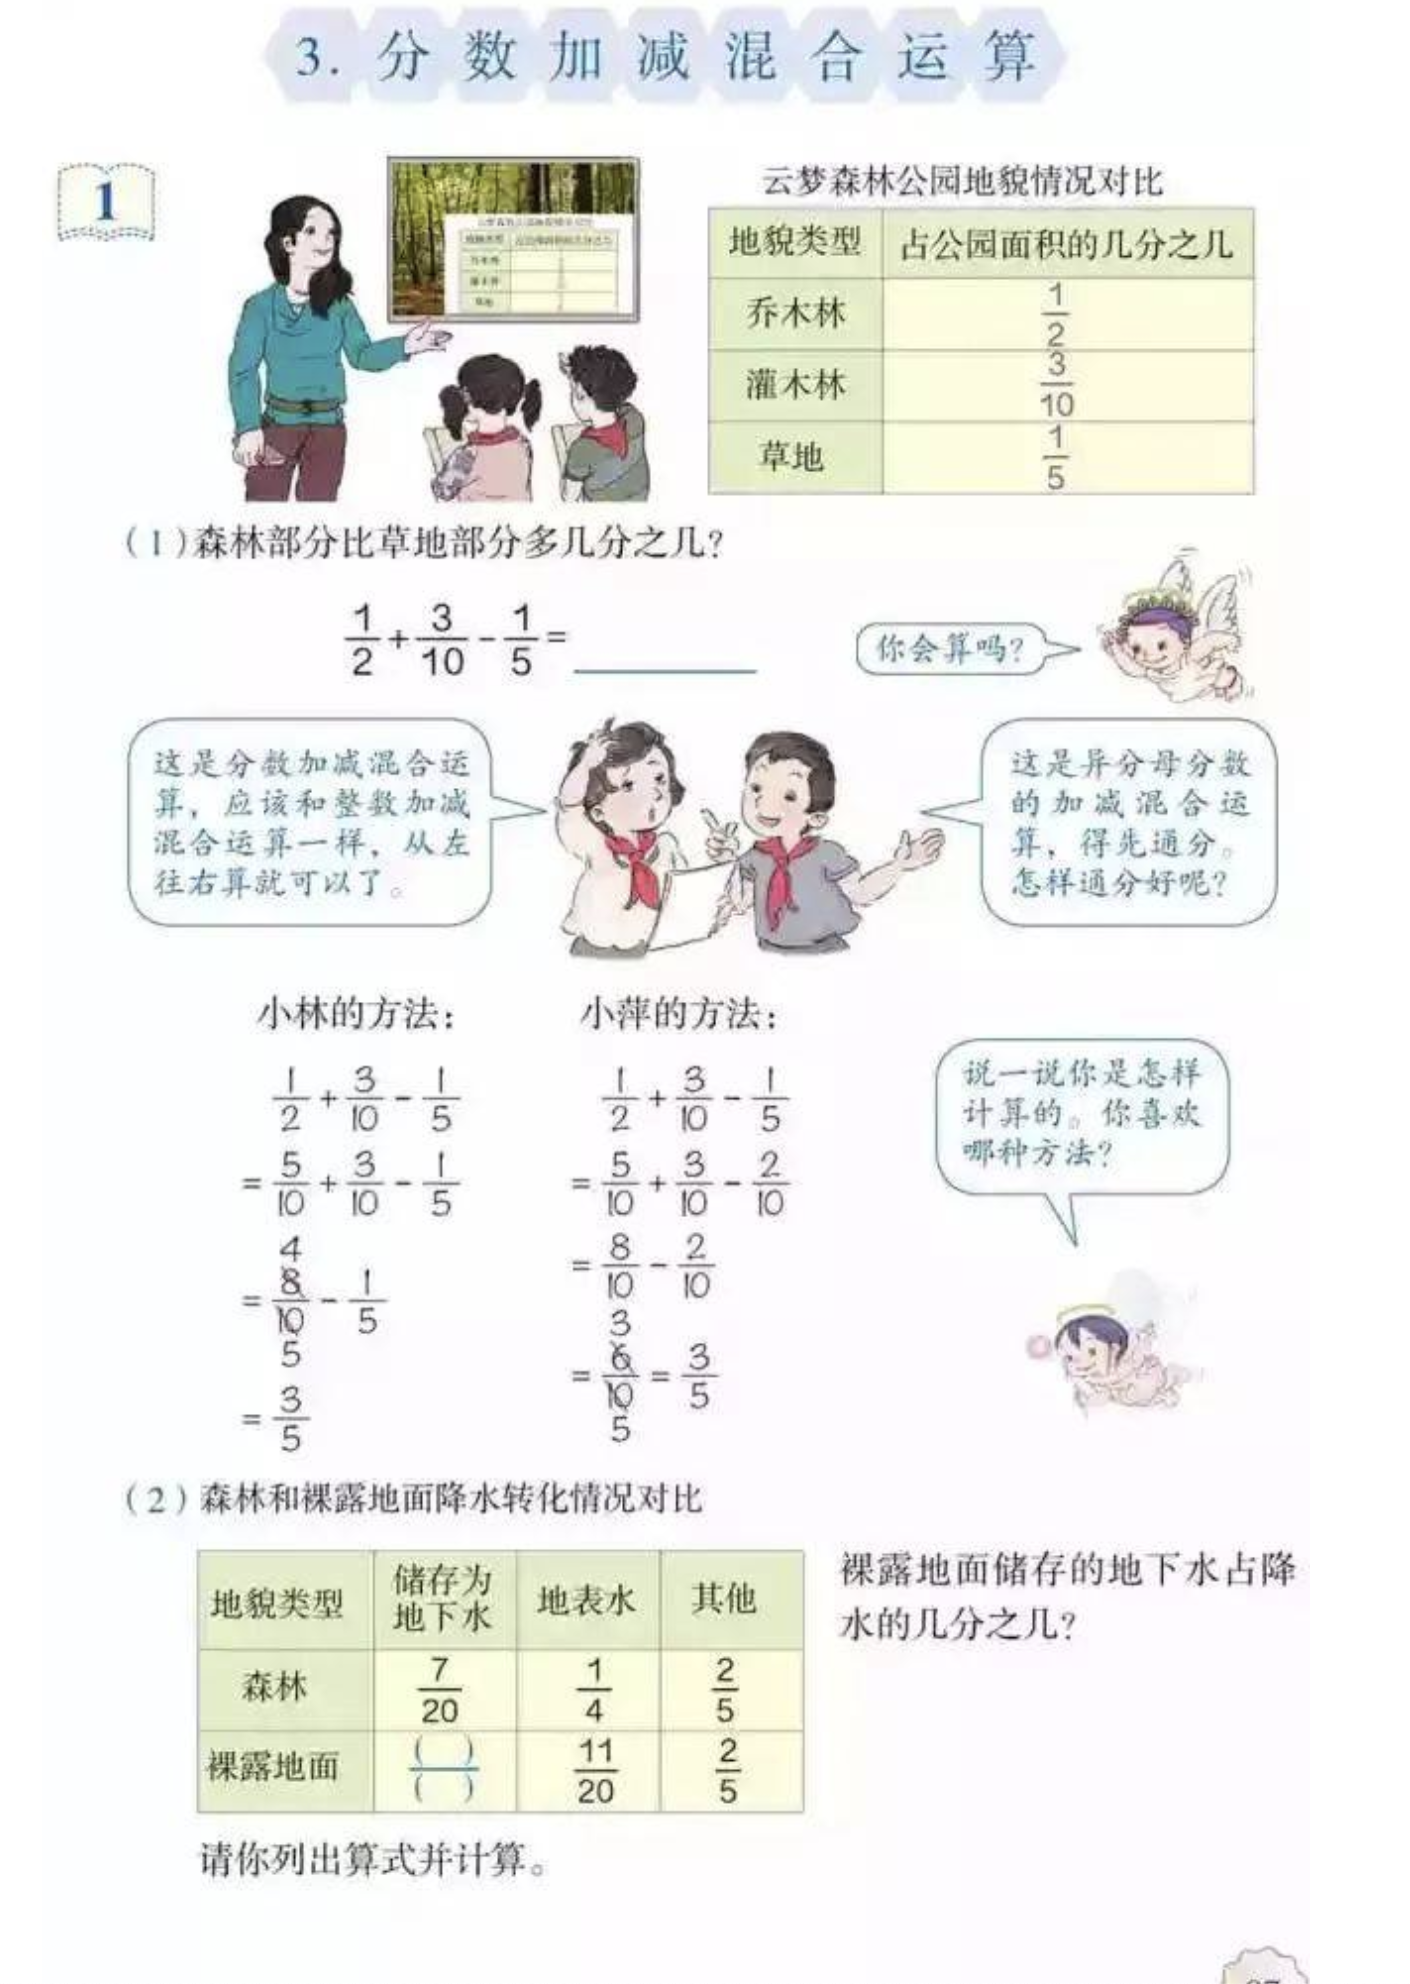 3. 分数加减混合运算
1
云梦森林公园地貌情况对比
地貌类型 占公园面积的几分之几
乔木林 1/2
灌木林 3/10
草地 1/5
(1)森林部分比草地部分多几分之几?
1/2 + 3/10 - 1/5 = ______
你会算吗?
这是分数加减混合运
算，应该和整数加减
混合运算一样，从左
往右算就可以了。
这是异分母分数
的加减混合运
算，得先通分。
怎样通分好呢?
小林的方法:
1/2 + 3/10 - 1/5
= 5/10 + 3/10 - 1/5
4
= 8/10 - 1/5
5
= 3/5
小萍的方法:
1/2 + 3/10 - 1/5
= 5/10 + 3/10 - 2/10
= 8/10 - 2/10
3
= 6/10 = 3/5
5
说一说你是怎样
计算的。你喜欢
哪种方法?
(2)森林和裸露地面降水转化情况对比
地貌类型 储存为地下水 地表水 其他
森林 7/20 1/4 2/5
裸露地面 ( )/( ) 11/20 2/5
裸露地面储存的地下水占降
水的几分之几?
请你列出算式并计算。